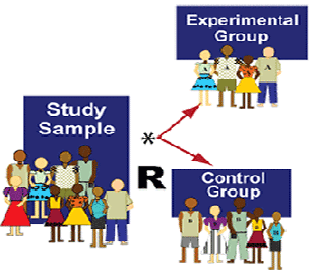 Experimental
Group
A A A A
Study
Sample
*
R
Control
Group
B B B B B